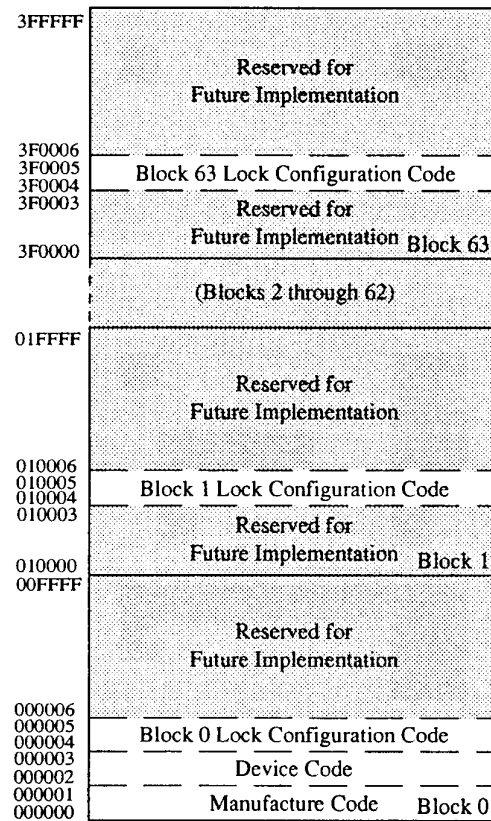 3FFFFF
Reserved for
Future Implementation
3F0006
3F0005
Block 63 Lock Configuration Code
3F0004
3F0003
Reserved for
Future Implementation
Block 63
3F0000
(Blocks 2 through 62)
01FFFF
Reserved for
Future Implementation
010006
010005
Block 1 Lock Configuration Code
010004
010003
Reserved for
Future Implementation
Block 1
010000
00FFFF
Reserved for
Future Implementation
000006
000005
Block 0 Lock Configuration Code
000004
000003
Device Code
000002
000001
Manufacture Code
Block 0
000000